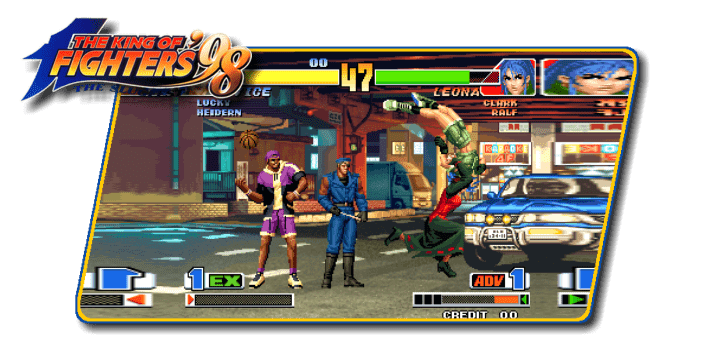 THE KING OF
FIGHTERS '98
00
47
ICE
LEONA
LUCKY
HEIDERN
CLARK
RALF
1 EX
ADV 1
CREDIT 00